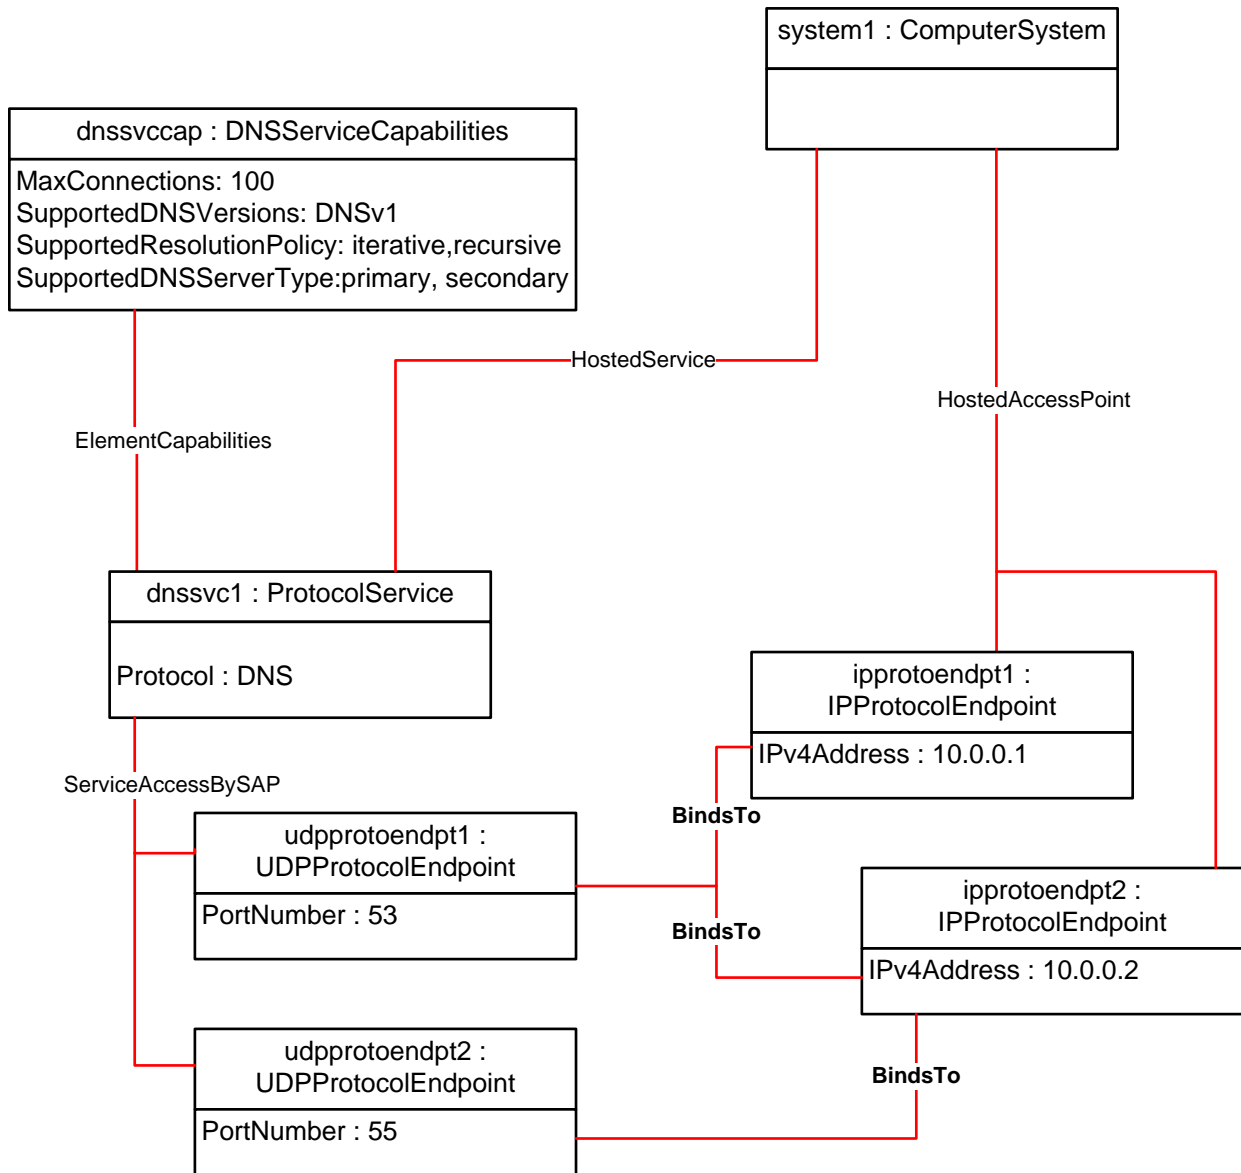 system1 : ComputerSystem
dnssvccap : DNSServiceCapabilities
MaxConnections: 100
SupportedDNSVersions: DNSv1
SupportedResolutionPolicy: iterative,recursive
SupportedDNSServerType:primary, secondary
HostedService
HostedAccessPoint
ElementCapabilities
dnssvc1 : ProtocolService
Protocol : DNS
ipprotoendpt1 :
IPProtocolEndpoint
IPv4Address : 10.0.0.1
ServiceAccessBySAP
BindsTo
udpprotoendpt1 :
UDPProtocolEndpoint
PortNumber : 53
ipprotoendpt2 :
IPProtocolEndpoint
IPv4Address : 10.0.0.2
BindsTo
udpprotoendpt2 :
UDPProtocolEndpoint
PortNumber : 55
BindsTo